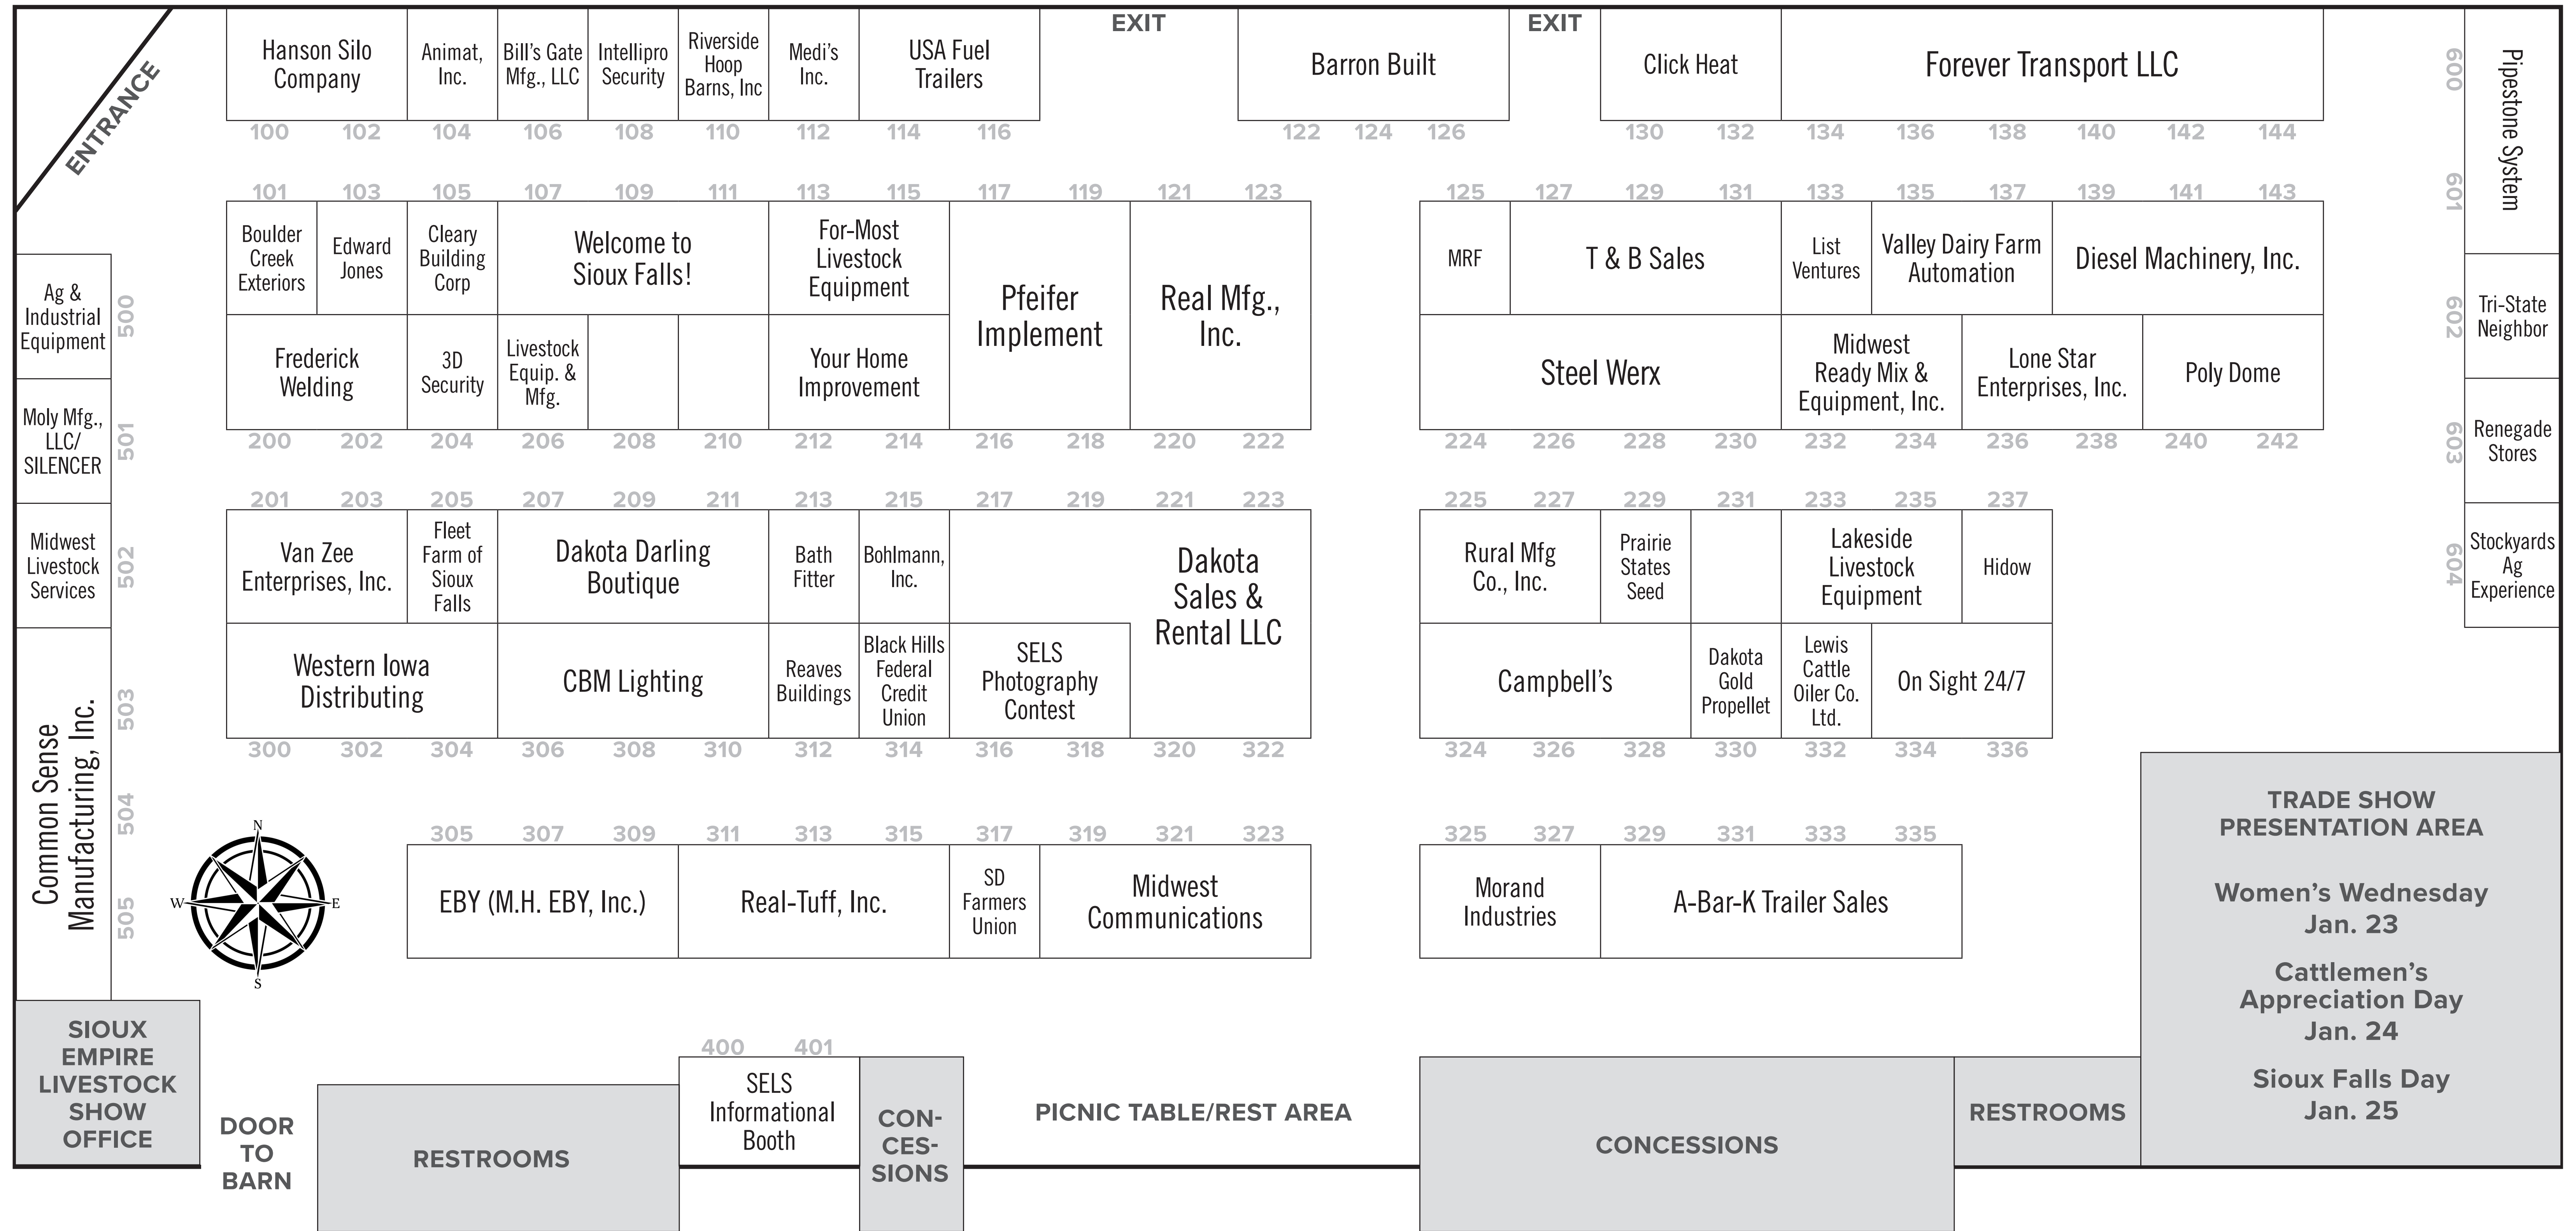 ENTRANCE
Hanson Silo
Company
Animat,
Inc.
Bill's Gate
Mfg., LLC
Intellipro
Security
Riverside
Hoop
Barns, Inc
Medi's
Inc.
USA Fuel
Trailers
EXIT
Barron Built
EXIT
Click Heat
Forever Transport LLC
100 102 104 106 108 110 112 114 116 122 124 126 130 132 134 136 138 140 142 144
600
601
Pipestone System
101 103 105 107 109 111 113 115 117 119 121 123 125 127 129 131 133 135 137 139 141 143
Boulder
Creek
Exteriors
Edward
Jones
Cleary
Building
Corp
Welcome to
Sioux Falls!
For-Most
Livestock
Equipment
Pfeifer
Implement
Real Mfg.,
Inc.
MRF
T & B Sales
List
Ventures
Valley Dairy Farm
Automation
Diesel Machinery, Inc.
Ag &
Industrial
Equipment
500
602
Tri-State
Neighbor
Frederick
Welding
3D
Security
Livestock
Equip. &
Mfg.
Your Home
Improvement
Steel Werx
Midwest
Ready Mix &
Equipment, Inc.
Lone Star
Enterprises, Inc.
Poly Dome
Moly Mfg.,
LLC/
SILENCER
501
603
Renegade
Stores
200 202 204 206 208 210 212 214 216 218 220 222 224 226 228 230 232 234 236 238 240 242
201 203 205 207 209 211 213 215 217 219 221 223 225 227 229 231 233 235 237
Midwest
Livestock
Services
502
Van Zee
Enterprises, Inc.
Fleet
Farm of
Sioux
Falls
Dakota Darling
Boutique
Bath
Fitter
Bohlmann,
Inc.
Dakota
Sales &
Rental LLC
Rural Mfg
Co., Inc.
Prairie
States
Seed
Lakeside
Livestock
Equipment
Hidow
604
Stockyards
Ag
Experience
Western Iowa
Distributing
CBM Lighting
Reaves
Buildings
Black Hills
Federal
Credit
Union
SELS
Photography
Contest
Campbell's
Dakota
Gold
Propellet
Lewis
Cattle
Oiler Co.
Ltd.
On Sight 24/7
300 302 304 306 308 310 312 314 316 318 320 322 324 326 328 330 332 334 336
Common Sense
Manufacturing, Inc.
503
504
505
N
W
E
S
305 307 309 311 313 315 317 319 321 323 325 327 329 331 333 335
EBY (M.H. EBY, Inc.)
Real-Tuff, Inc.
SD
Farmers
Union
Midwest
Communications
Morand
Industries
A-Bar-K Trailer Sales
TRADE SHOW
PRESENTATION AREA
Women's Wednesday
Jan. 23
Cattlemen's
Appreciation Day
Jan. 24
Sioux Falls Day
Jan. 25
SIOUX
EMPIRE
LIVESTOCK
SHOW
OFFICE
DOOR
TO
BARN
RESTROOMS
400 401
SELS
Informational
Booth
CON-
CES-
SIONS
PICNIC TABLE/REST AREA
CONCESSIONS
RESTROOMS